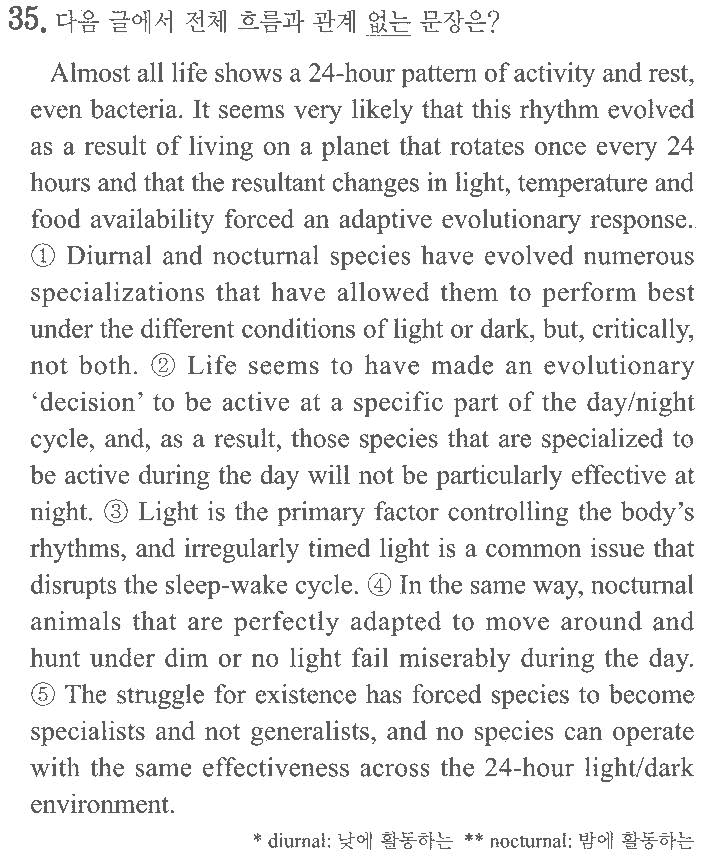 35. 다음 글에서 전체 흐름과 관계 없는 문장은?
Almost all life shows a 24-hour pattern of activity and rest,
even bacteria. It seems very likely that this rhythm evolved
as a result of living on a planet that rotates once every 24
hours and that the resultant changes in light, temperature and
food availability forced an adaptive evolutionary response.
① Diurnal and nocturnal species have evolved numerous
specializations that have allowed them to perform best
under the different conditions of light or dark, but, critically,
not both. ② Life seems to have made an evolutionary
‘decision’ to be active at a specific part of the day/night
cycle, and, as a result, those species that are specialized to
be active during the day will not be particularly effective at
night. ③ Light is the primary factor controlling the body’s
rhythms, and irregularly timed light is a common issue that
disrupts the sleep-wake cycle. ④ In the same way, nocturnal
animals that are perfectly adapted to move around and
hunt under dim or no light fail miserably during the day.
⑤ The struggle for existence has forced species to become
specialists and not generalists, and no species can operate
with the same effectiveness across the 24-hour light/dark
environment.
* diurnal: 낮에 활동하는 ** nocturnal: 밤에 활동하는